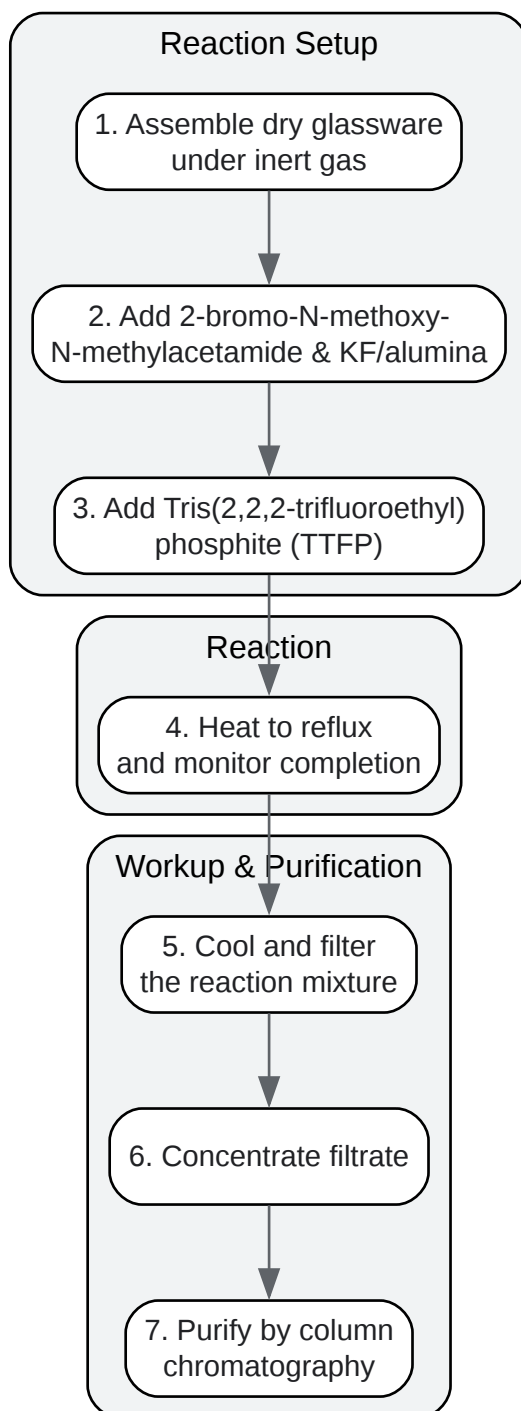 Reaction Setup
1. Assemble dry glassware
under inert gas
2. Add 2-bromo-N-methoxy-
N-methylacetamide & KF/alumina
3. Add Tris(2,2,2-trifluoroethyl)
phosphite (TTFP)
Reaction
4. Heat to reflux
and monitor completion
Workup & Purification
5. Cool and filter
the reaction mixture
6. Concentrate filtrate
7. Purify by column
chromatography